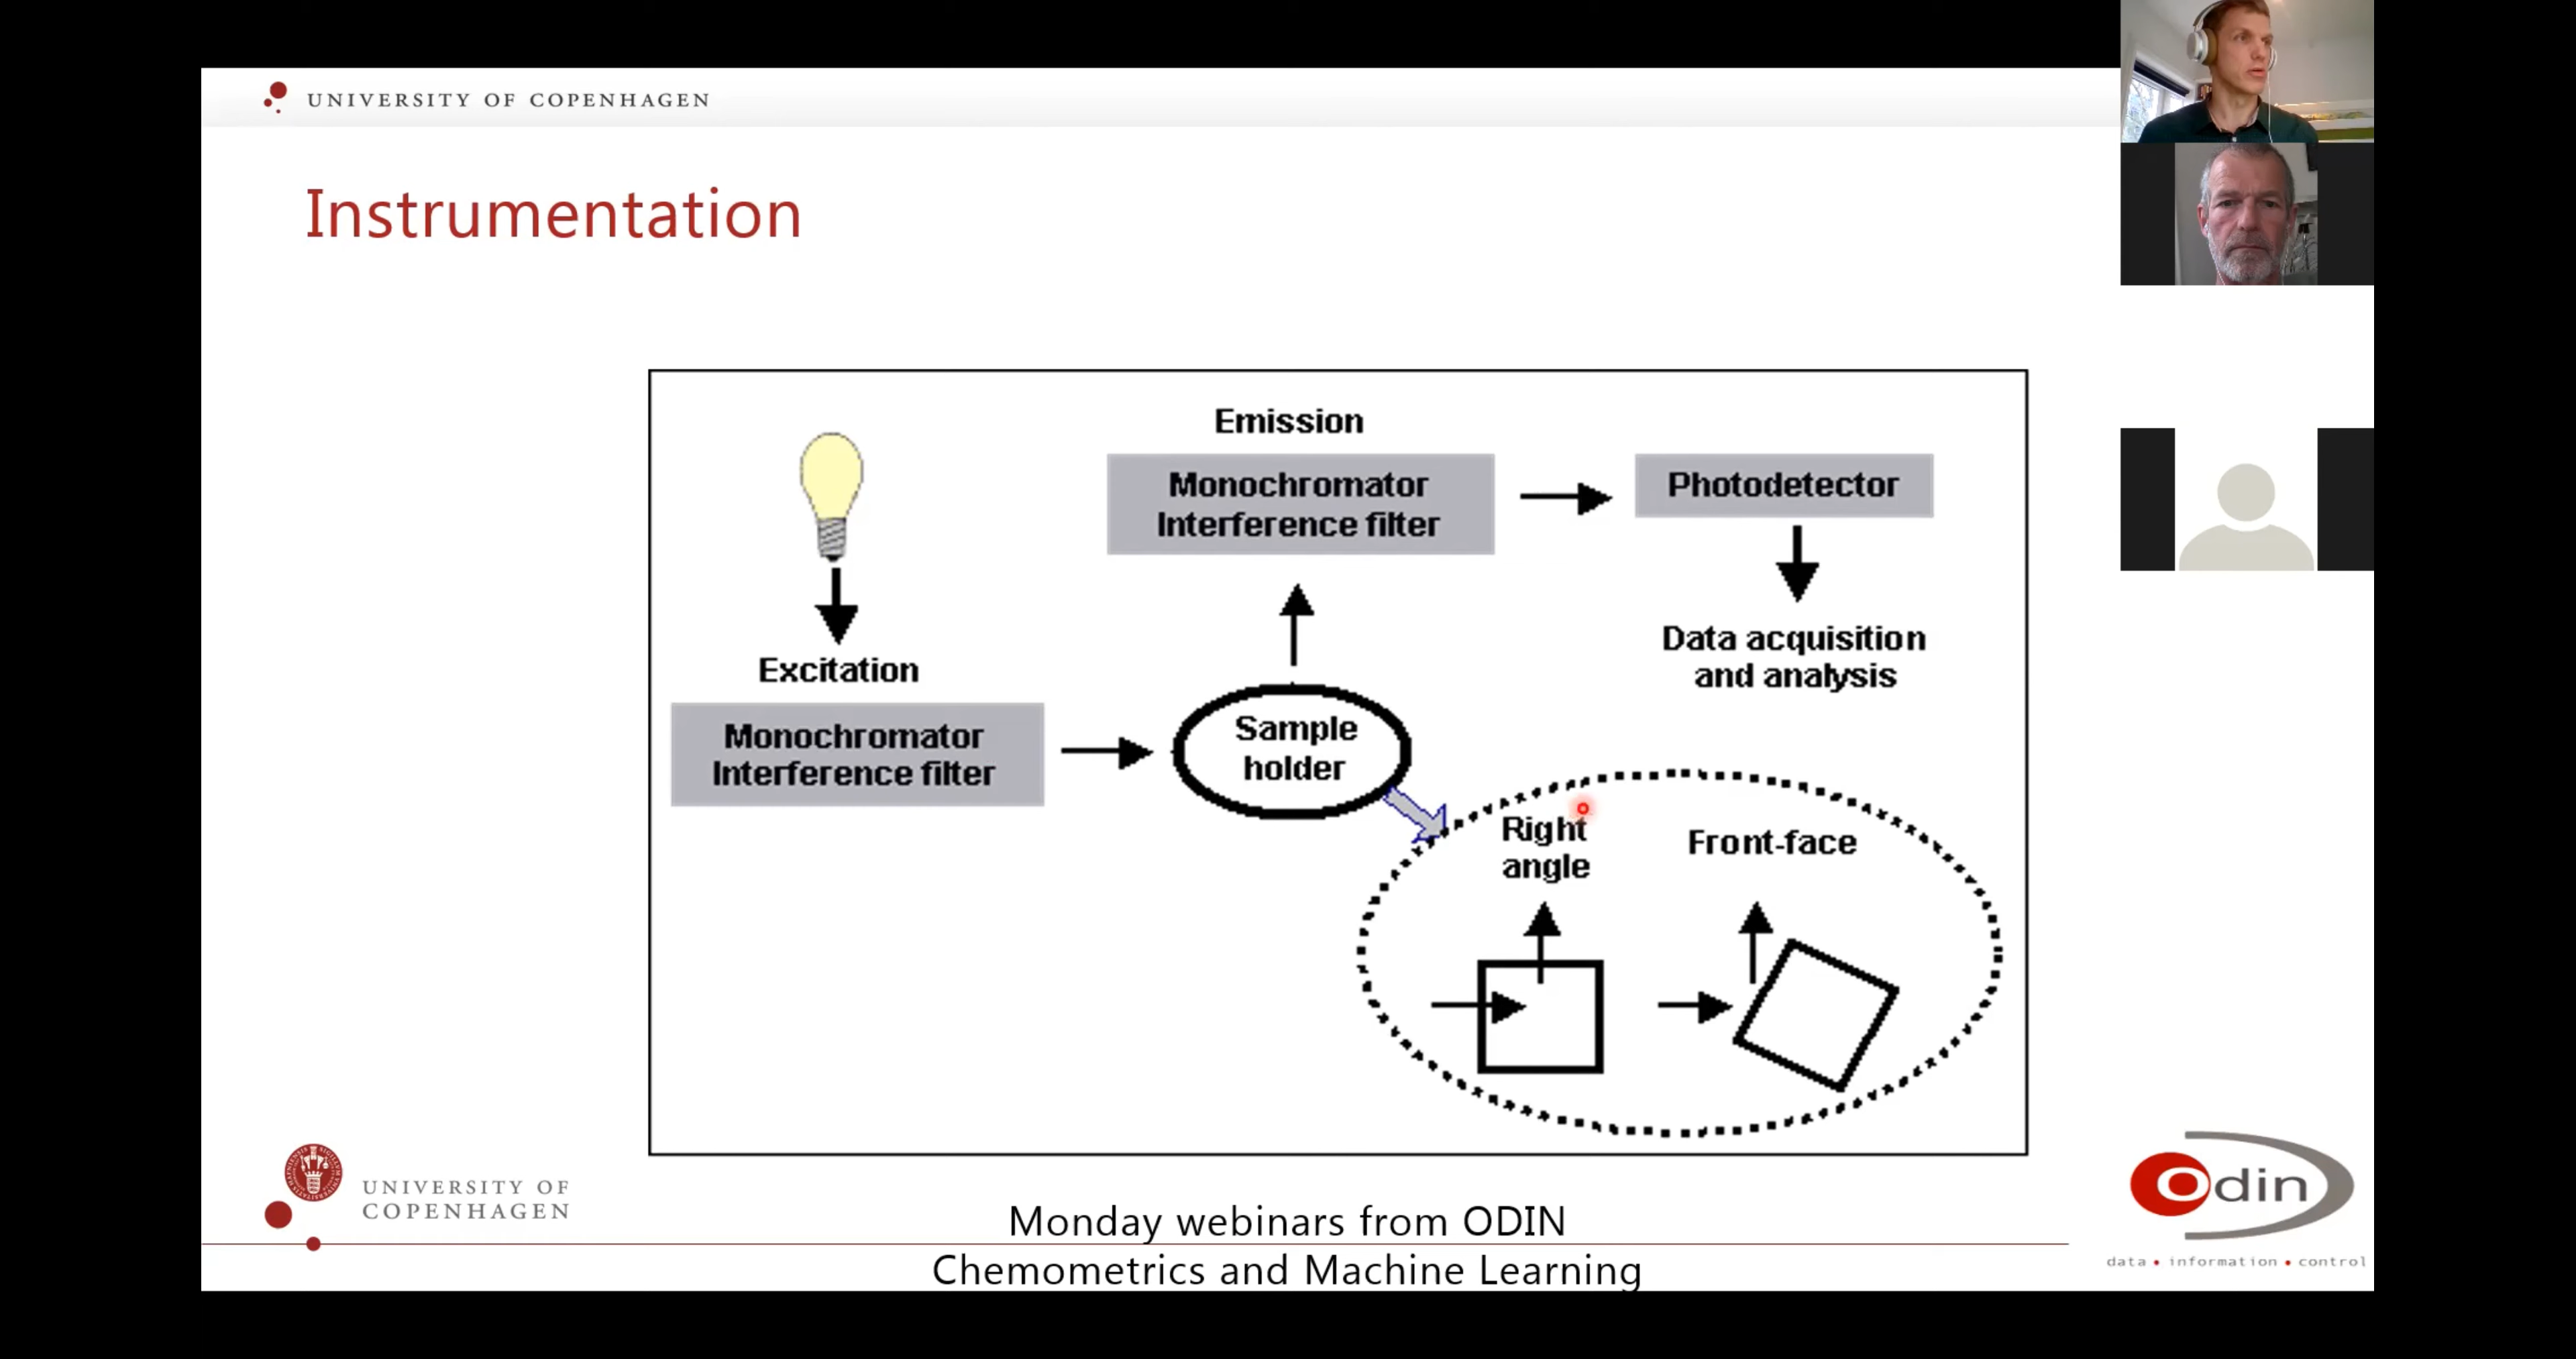 UNIVERSITY OF COPENHAGEN
Instrumentation
Emission
Monochromator
Interference filter
Photodetector
Data acquisition
and analysis
Excitation
Monochromator
Interference filter
Sample
holder
Right
angle
Front-face
UNIVERSITY OF
COPENHAGEN
Monday webinars from ODIN
Chemometrics and Machine Learning
Odin
data • information • control